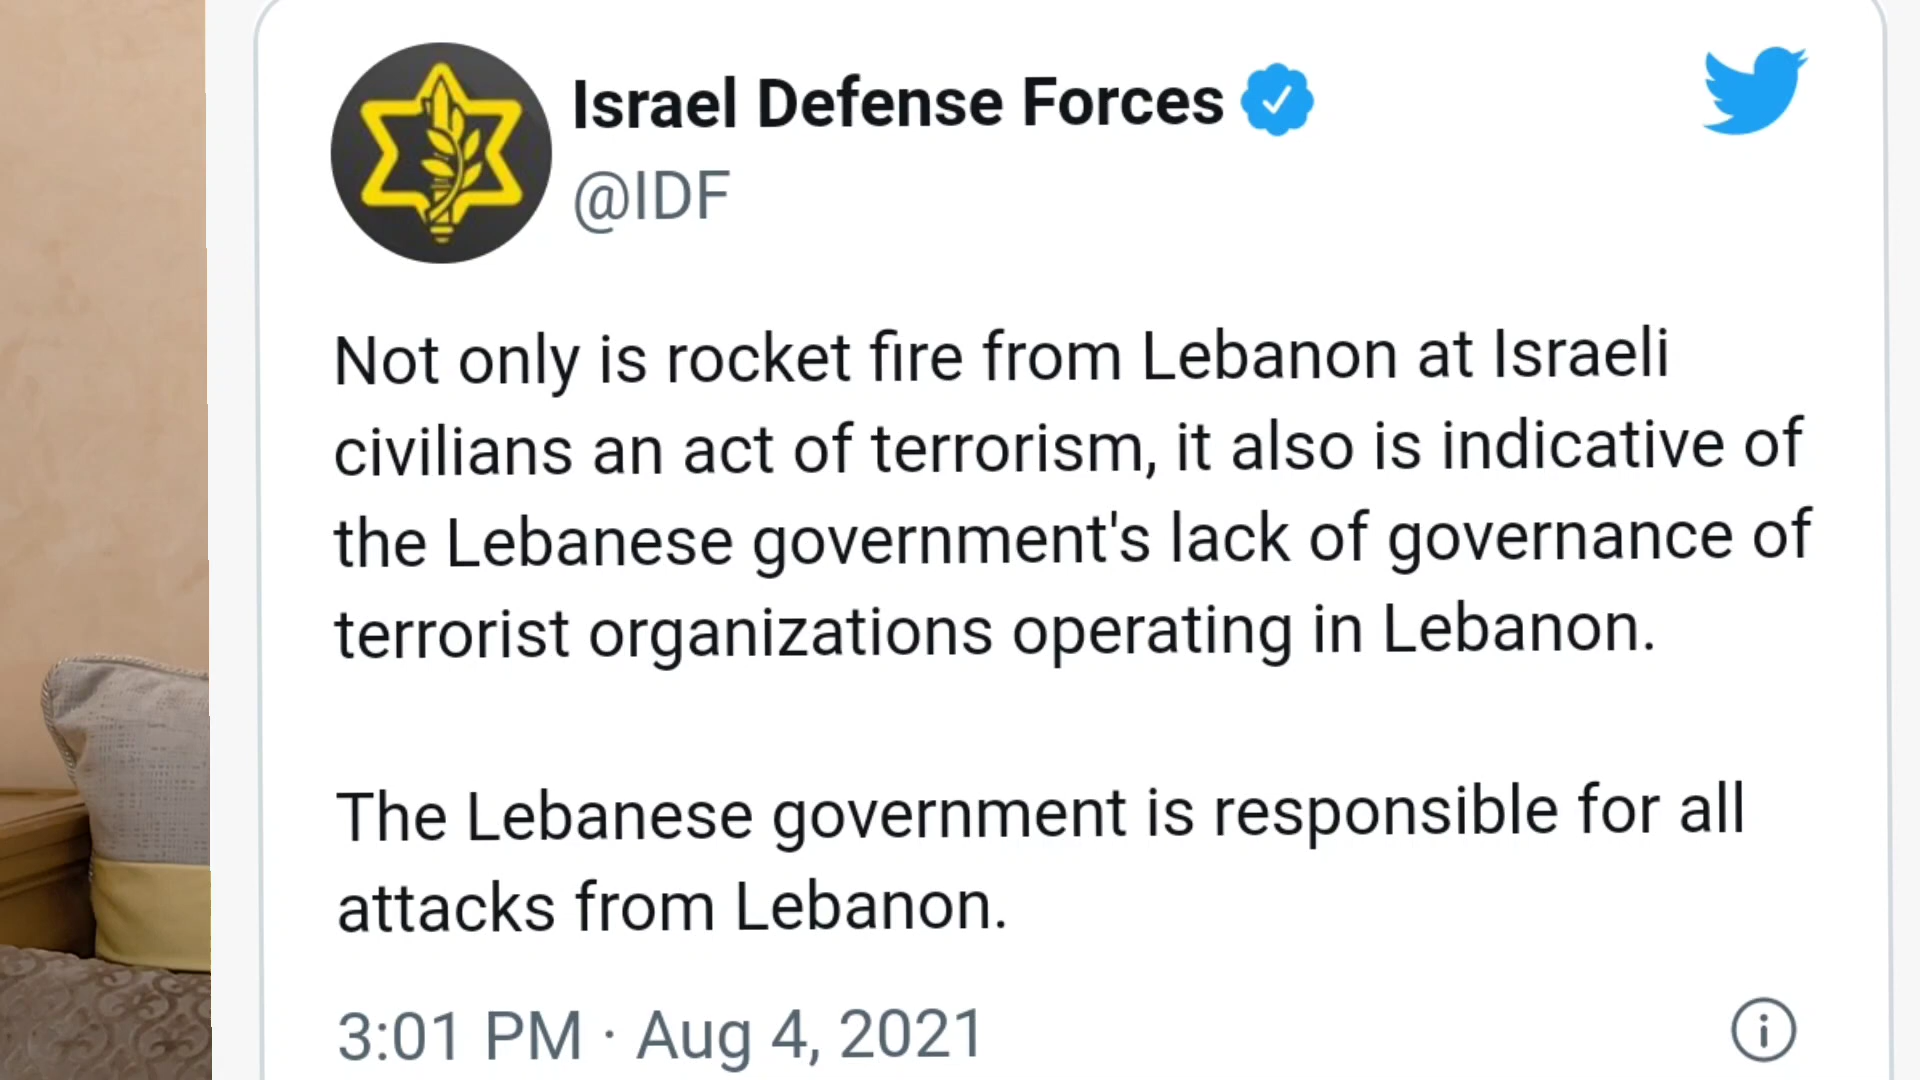 Israel Defense Forces
@IDF
Not only is rocket fire from Lebanon at Israeli
civilians an act of terrorism, it also is indicative of
the Lebanese government's lack of governance of
terrorist organizations operating in Lebanon.
The Lebanese government is responsible for all
attacks from Lebanon.
3:01 PM · Aug 4, 2021